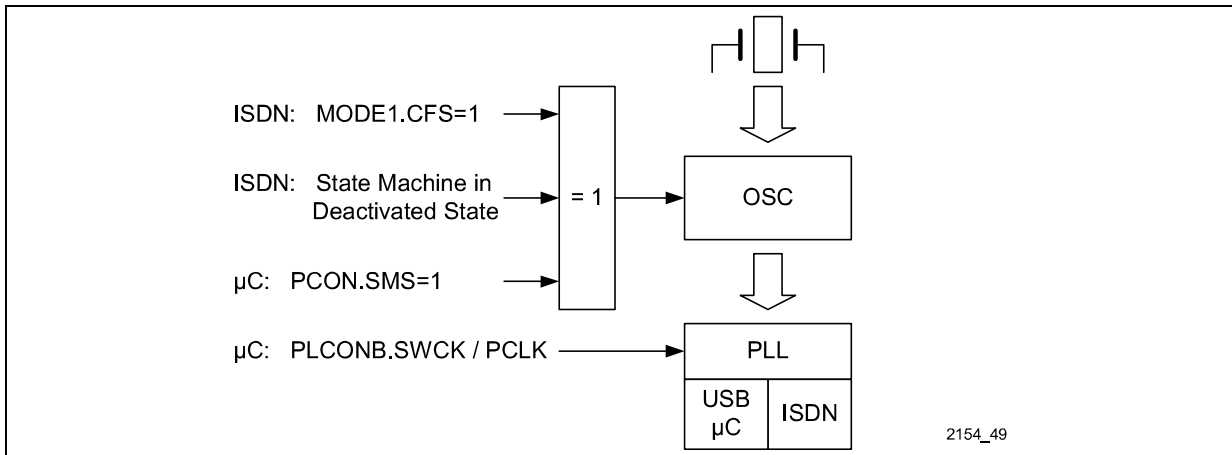 ISDN: MODE1.CFS=1
ISDN: State Machine in
Deactivated State
= 1
OSC
µC: PCON.SMS=1
µC: PLCONB.SWCK / PCLK
PLL
USB
µC
ISDN
2154_49